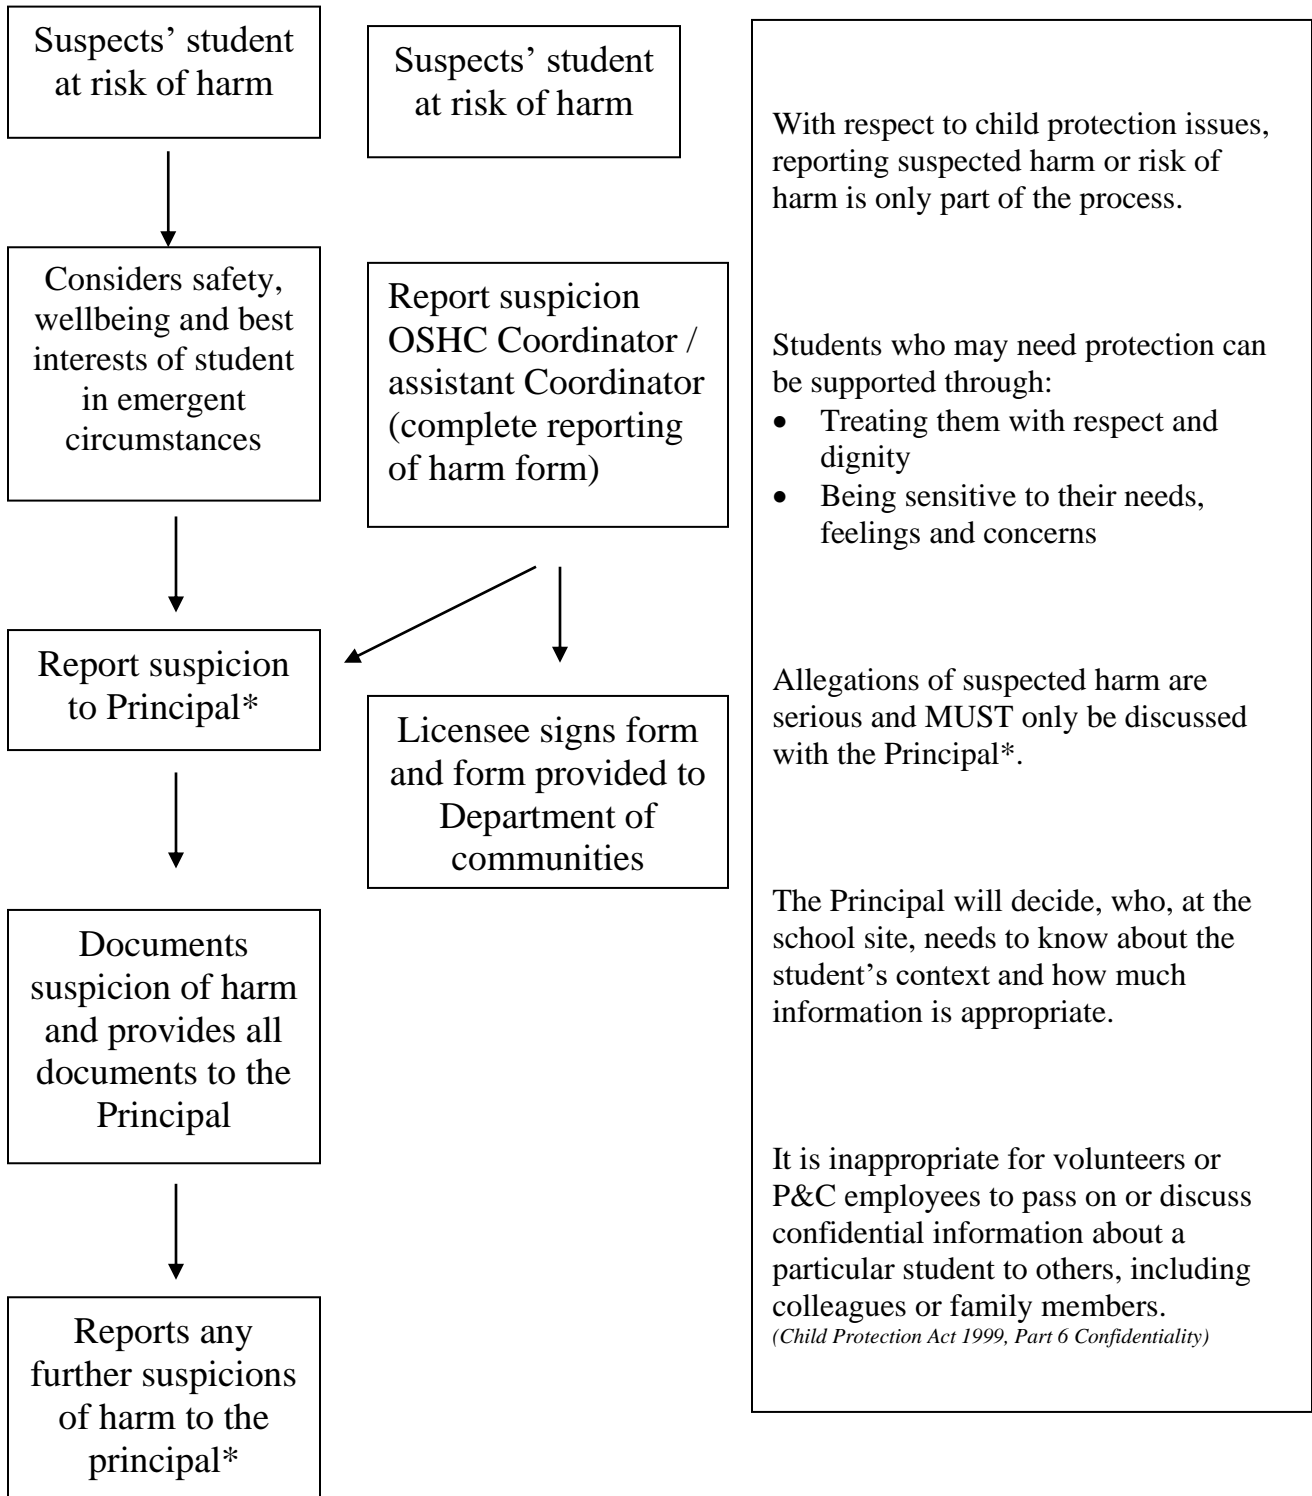 Suspects’ student
at risk of harm
Considers safety,
wellbeing and best
interests of student
in emergent
circumstances
Report suspicion
to Principal*
Documents
suspicion of harm
and provides all
documents to the
Principal
Reports any
further suspicions
of harm to the
principal*
Suspects’ student
at risk of harm
Report suspicion
OSHC Coordinator /
assistant Coordinator
(complete reporting
of harm form)
Licensee signs form
and form provided to
Department of
communities
With respect to child protection issues,
reporting suspected harm or risk of
harm is only part of the process.
Students who may need protection can
be supported through:
• Treating them with respect and
dignity
• Being sensitive to their needs,
feelings and concerns
Allegations of suspected harm are
serious and MUST only be discussed
with the Principal*.
The Principal will decide, who, at the
school site, needs to know about the
student’s context and how much
information is appropriate.
It is inappropriate for volunteers or
P&C employees to pass on or discuss
confidential information about a
particular student to others, including
colleagues or family members.
(Child Protection Act 1999, Part 6 Confidentiality)